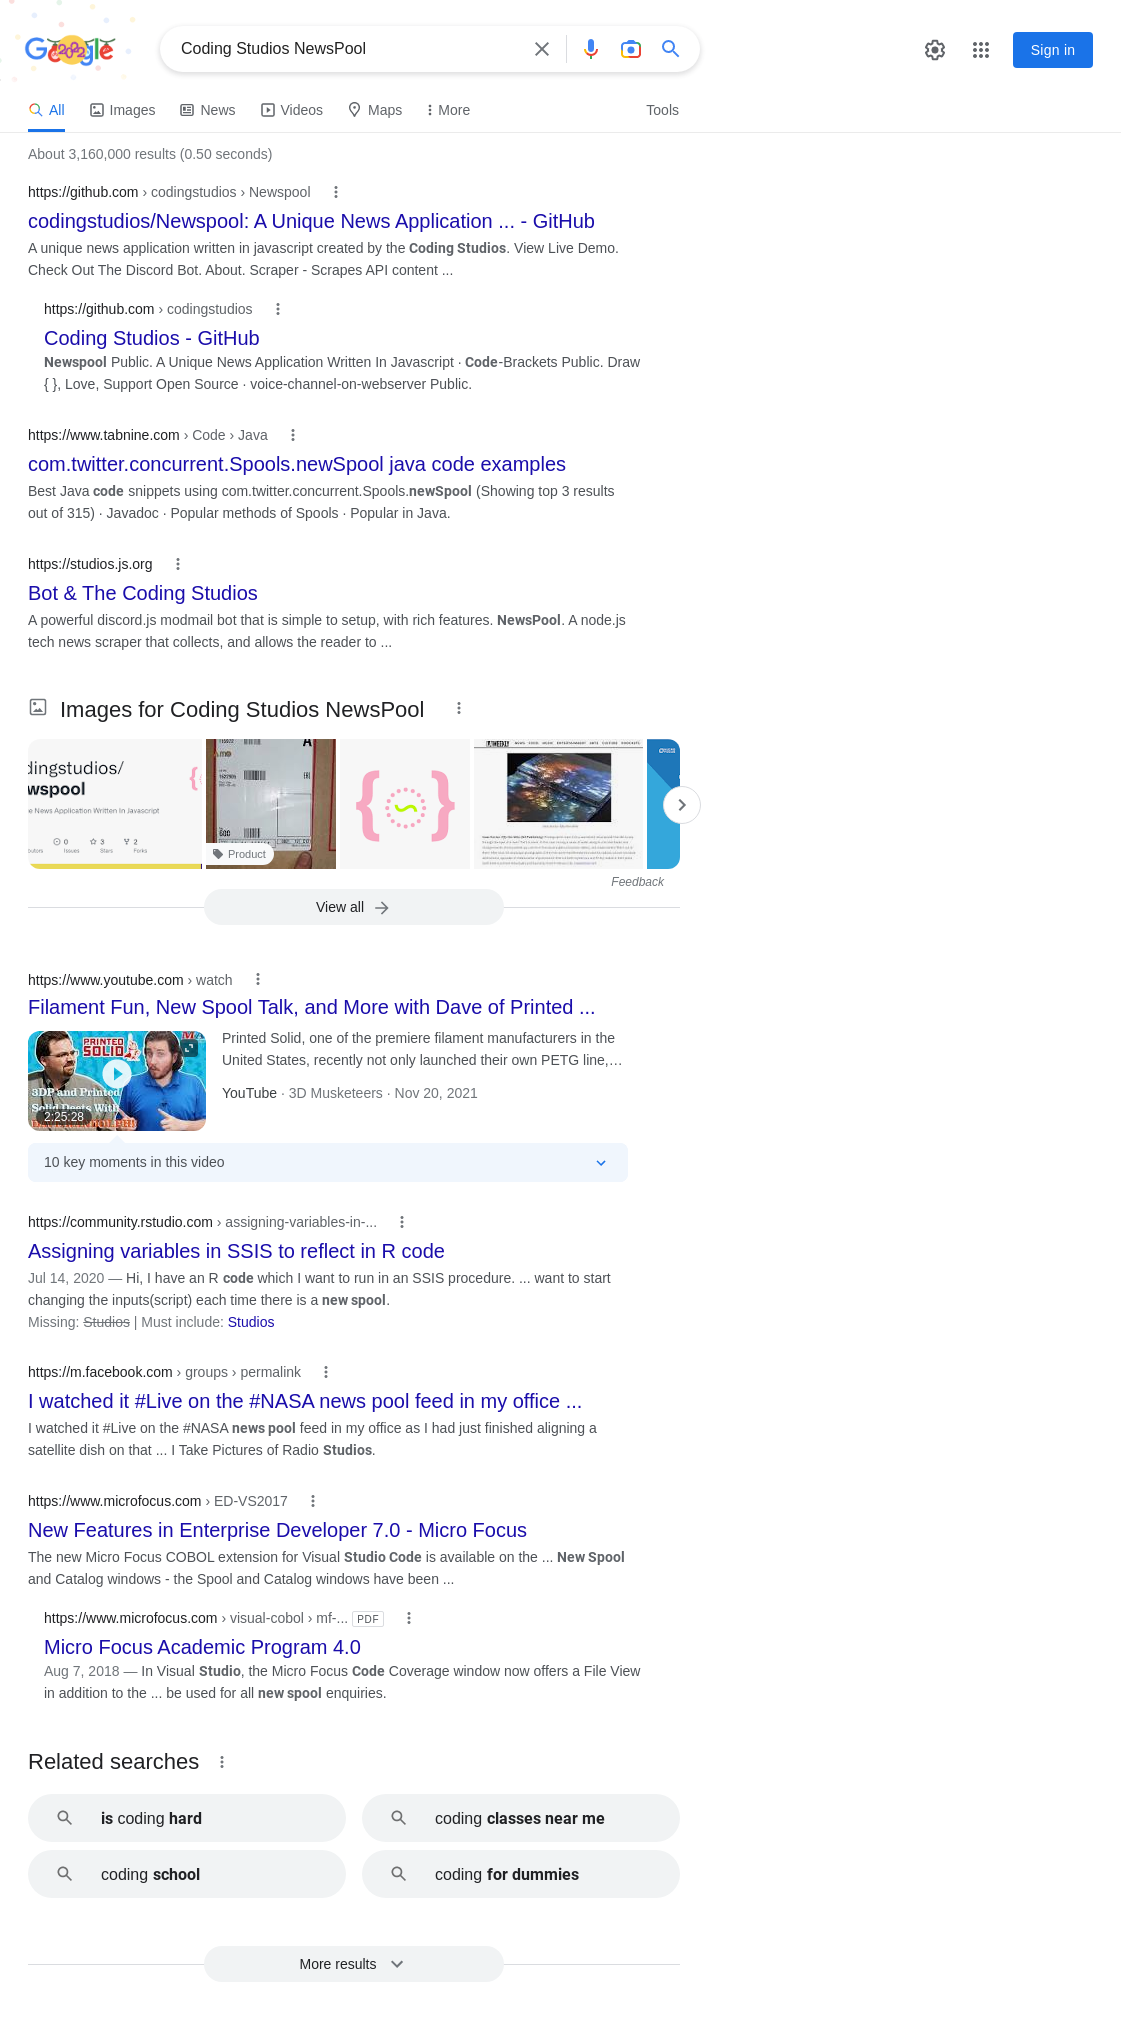 Google
2022
Coding Studios NewsPool
Sign in
All
Images
News
Videos
Maps
More
Tools
About 3,160,000 results (0.50 seconds)
https://github.com › codingstudios › Newspool
codingstudios/Newspool: A Unique News Application ... - GitHub
A unique news application written in javascript created by the Coding Studios. View Live Demo.
Check Out The Discord Bot. About. Scraper - Scrapes API content ...
https://github.com › codingstudios
Coding Studios - GitHub
Newspool Public. A Unique News Application Written In Javascript · Code-Brackets Public. Draw
{ }, Love, Support Open Source · voice-channel-on-webserver Public.
https://www.tabnine.com › Code › Java
com.twitter.concurrent.Spools.newSpool java code examples
Best Java code snippets using com.twitter.concurrent.Spools.newSpool (Showing top 3 results
out of 315) · Javadoc · Popular methods of Spools · Popular in Java.
https://studios.js.org
Bot & The Coding Studios
A powerful discord.js modmail bot that is simple to setup, with rich features. NewsPool. A node.js
tech news scraper that collects, and allows the reader to ...
Images for Coding Studios NewsPool
dingstudios/
wspool
e News Application Written In Javascript
0
3
2
Issues
Stars
Forks
Product
WEEKLY
Feedback
View all
https://www.youtube.com › watch
Filament Fun, New Spool Talk, and More with Dave of Printed ...
PRINTED
SOLID
3DP and Printed
Solid Deets With
2:25:28
Printed Solid, one of the premiere filament manufacturers in the
United States, recently not only launched their own PETG line,…
YouTube · 3D Musketeers · Nov 20, 2021
10 key moments in this video
https://community.rstudio.com › assigning-variables-in-...
Assigning variables in SSIS to reflect in R code
Jul 14, 2020 — Hi, I have an R code which I want to run in an SSIS procedure. ... want to start
changing the inputs(script) each time there is a new spool.
Missing: Studios | Must include: Studios
https://m.facebook.com › groups › permalink
I watched it #Live on the #NASA news pool feed in my office ...
I watched it #Live on the #NASA news pool feed in my office as I had just finished aligning a
satellite dish on that ... I Take Pictures of Radio Studios.
https://www.microfocus.com › ED-VS2017
New Features in Enterprise Developer 7.0 - Micro Focus
The new Micro Focus COBOL extension for Visual Studio Code is available on the ... New Spool
and Catalog windows - the Spool and Catalog windows have been ...
https://www.microfocus.com › visual-cobol › mf-... PDF
Micro Focus Academic Program 4.0
Aug 7, 2018 — In Visual Studio, the Micro Focus Code Coverage window now offers a File View
in addition to the ... be used for all new spool enquiries.
Related searches
is coding hard
coding classes near me
coding school
coding for dummies
More results